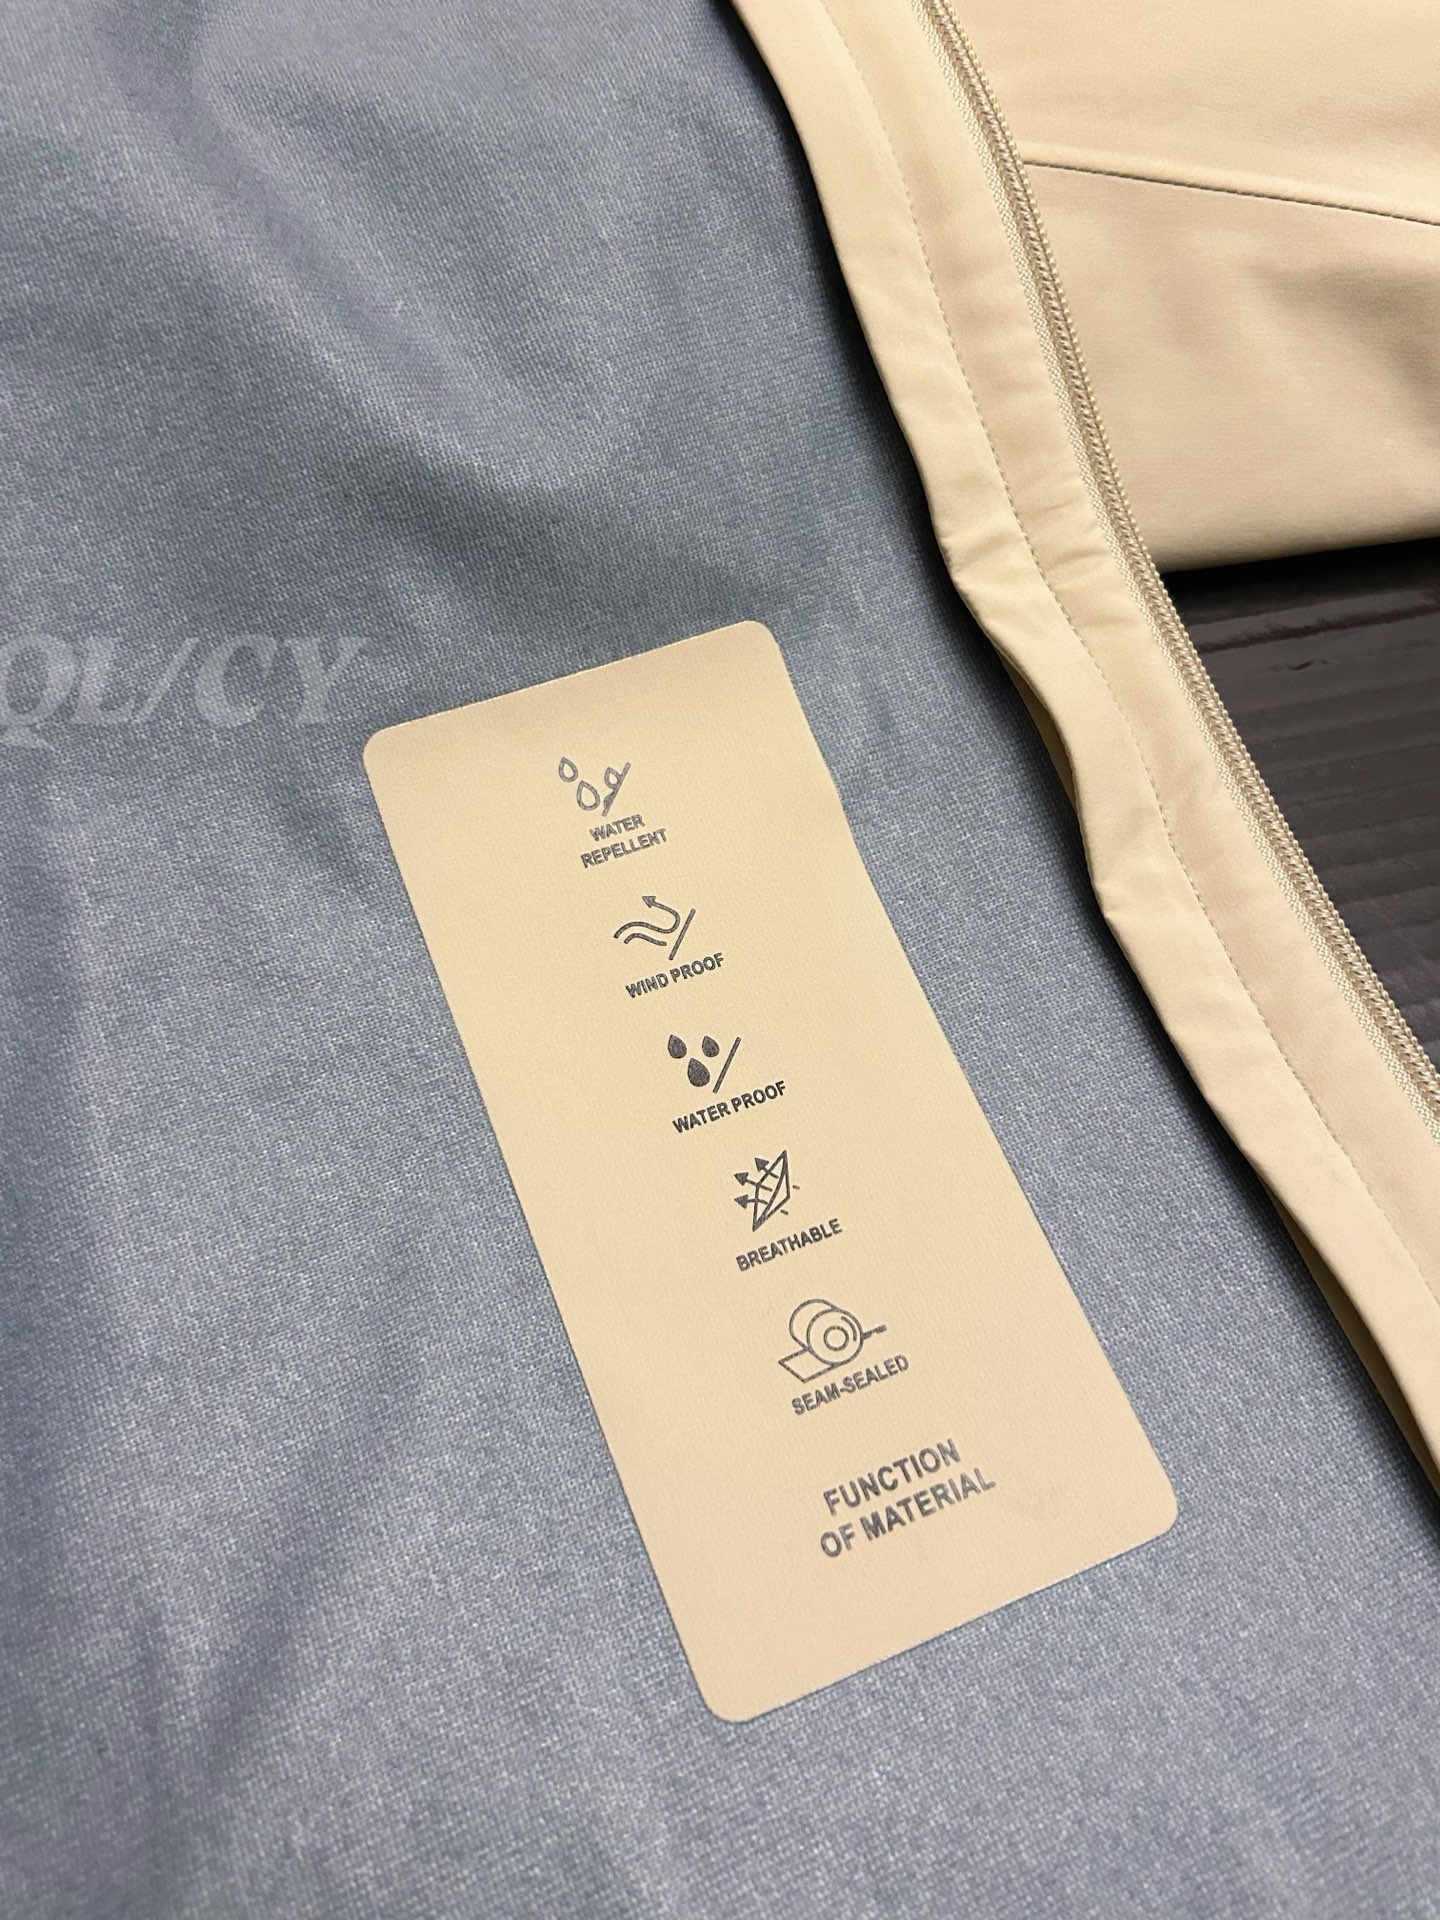 QL/CY
WATER
REPELLENT
WIND PROOF
WATER PROOF
BREATHABLE
SEAM-SEALED
FUNCTION
OF MATERIAL